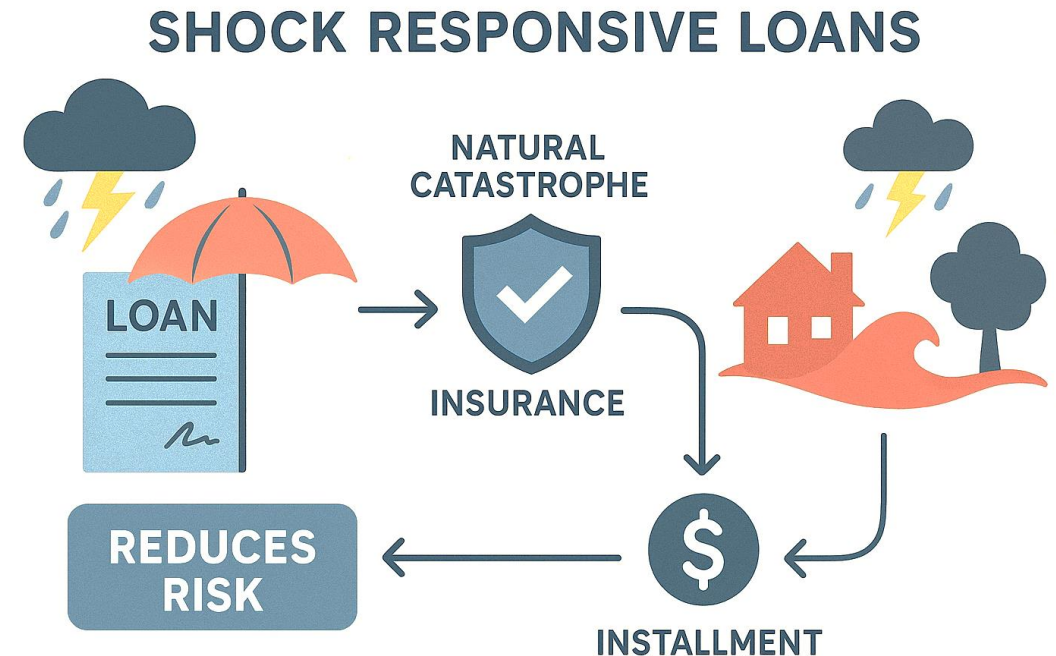 SHOCK RESPONSIVE LOANS
NATURAL
CATASTROPHE
LOAN
INSURANCE
REDUCES
RISK
$
INSTALLMENT